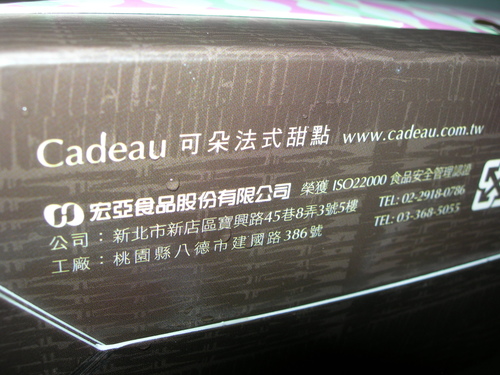 Cadeau 可朵法式甜點 www.cadeau.com.tw
宏亞食品股份有限公司 榮獲 ISO22000 食品安全管理認證
公司：新北市新店區寶興路45巷8弄3號5樓 TEL: 02-2918-0786
工廠：桃園縣八德市建國路386號 TEL: 03-368-5055